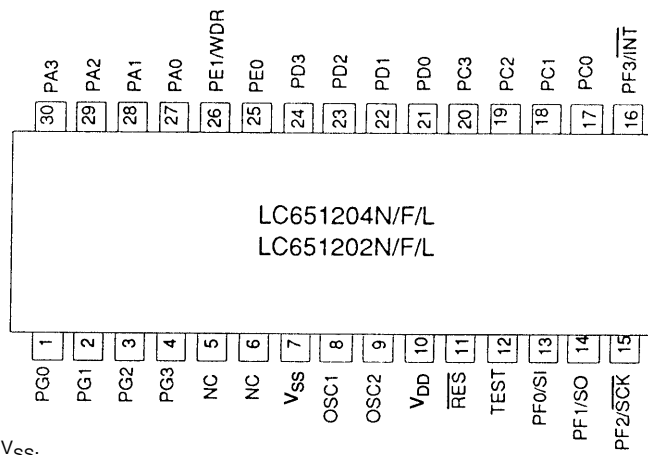 PA3 PA2 PA1 PA0 PE1/WDR PE0 PD3 PD2 PD1 PD0 PC3 PC2 PC1 PC0 PF3/INT
30 29 28 27 26 25 24 23 22 21 20 19 18 17 16
LC651204N/F/L
LC651202N/F/L
1 2 3 4 5 6 7 8 9 10 11 12 13 14 15
PG0 PG1 PG2 PG3 NC NC VSS OSC1 OSC2 VDD RES TEST PF0/SI PF1/SO PF2/SCK
VSS.